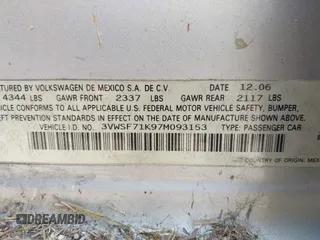 TURED BY VOLKSWAGEN DE MEXICO S.A. DE C.V. DATE 12.06
4344 LBS GAWR FRONT 2337 LBS GAWR REAR 2117 LBS
HICLE CONFORMS TO ALL APPLICABLE U.S. FEDERAL MOTOR VEHICLE SAFETY, BUMPER,
EFT PREVENTION STANDARDS IN EFFECT ON THE DATE OF MANUFACTURE SHOWN ABOVE.
VEHICLE I.D. NO. 3VWSF71K97M093153 TYPE: PASSENGER CAR
COUNTRY OF ORIGIN: MEX
DREAMBID